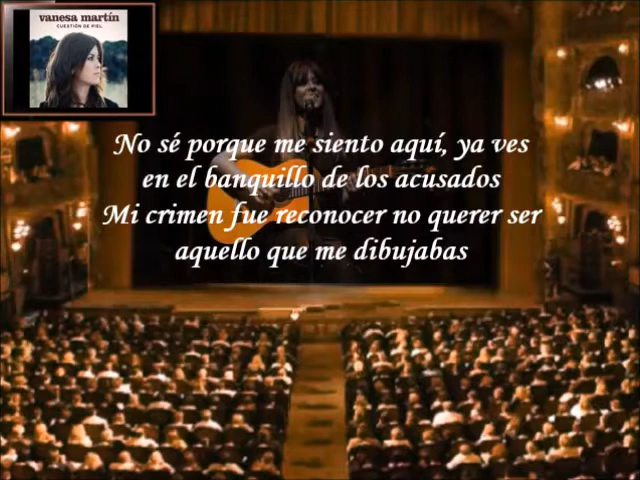 vanesa martín
CUESTIÓN DE PIEL
No sé porque me siento aquí, ya ves
en el banquillo de los acusados
Mi crimen fue reconocer no querer ser
aquello que me dibujabas